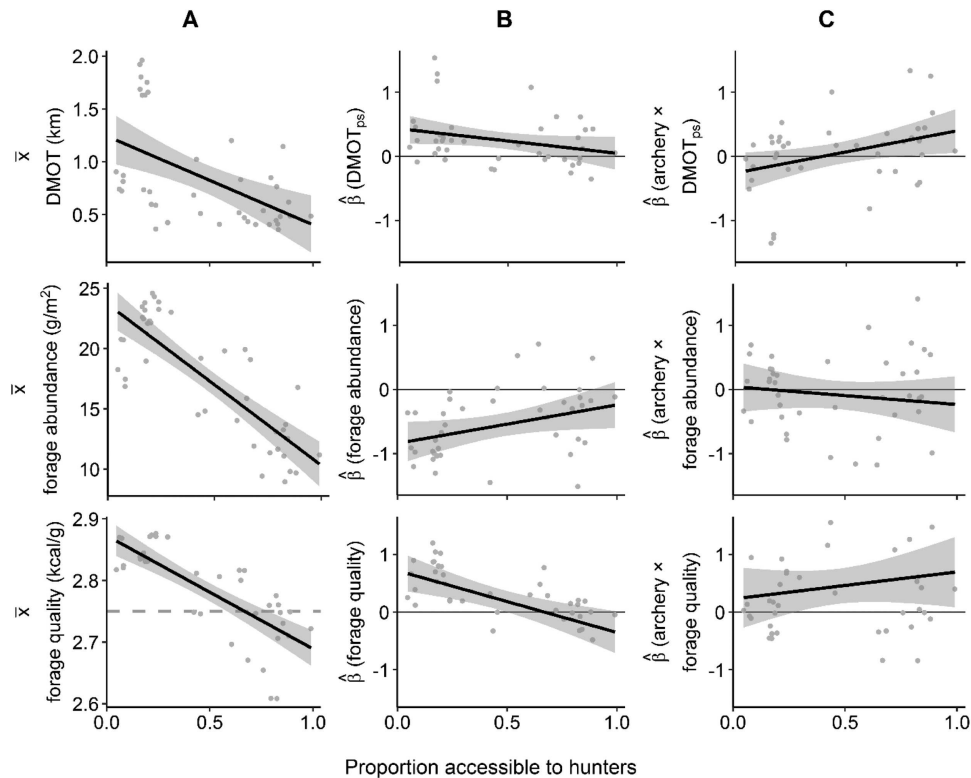 A
B
C
x̄
DMOT (km)
2.0
1.5
1.0
0.5
β̂ (DMOTps)
1
0
-1
β̂ (archery ×
DMOTps)
1
0
-1
x̄
forage abundance (g/m²)
25
20
15
10
β̂ (forage abundance)
1
0
-1
β̂ (archery ×
forage abundance)
1
0
-1
x̄
forage quality (kcal/g)
2.9
2.8
2.7
2.6
β̂ (forage quality)
1
0
-1
β̂ (archery ×
forage quality)
1
0
-1
0.0 0.5 1.0
0.0 0.5 1.0
0.0 0.5 1.0
Proportion accessible to hunters